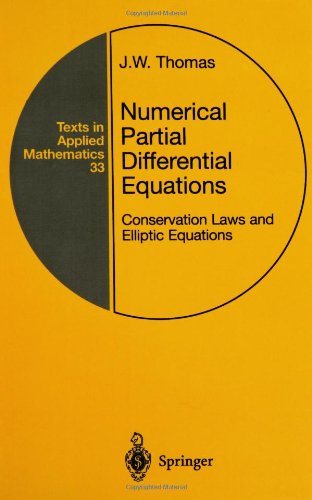 J.W. Thomas
Texts in
Applied
Mathematics
33
Numerical
Partial
Differential
Equations
Conservation Laws and
Elliptic Equations
Springer